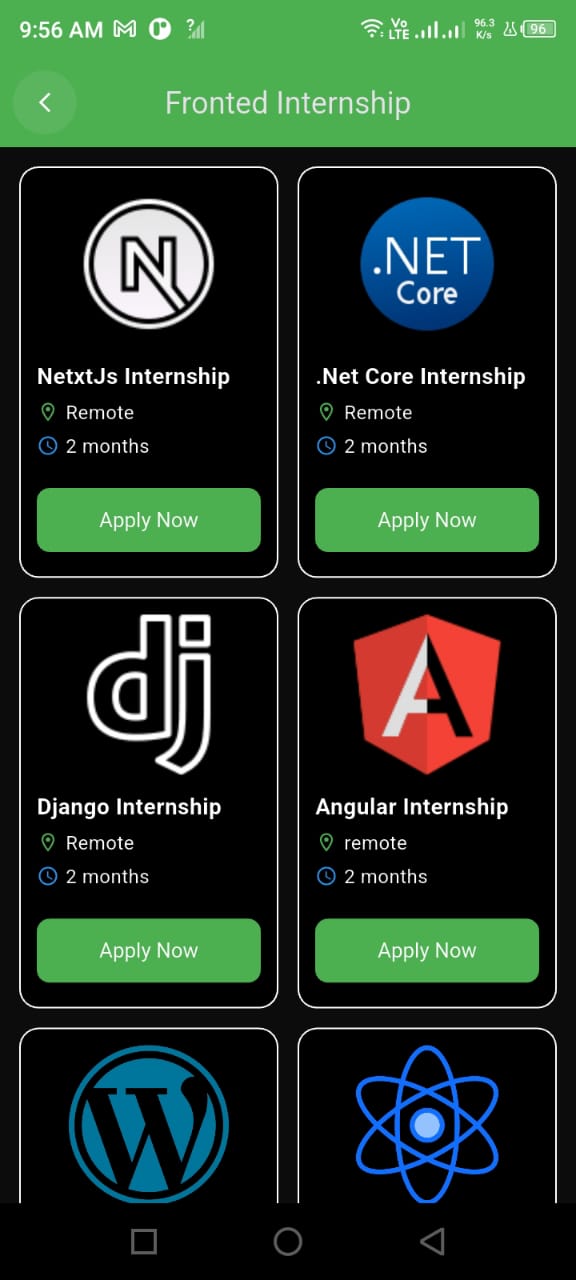 9:56 AM
Vo
LTE
96.3
K/s
96
Fronted Internship
N
.NET
Core
NetxtJs Internship
Remote
2 months
Apply Now
.Net Core Internship
Remote
2 months
Apply Now
dj
Django Internship
Remote
2 months
Apply Now
A
Angular Internship
remote
2 months
Apply Now
W